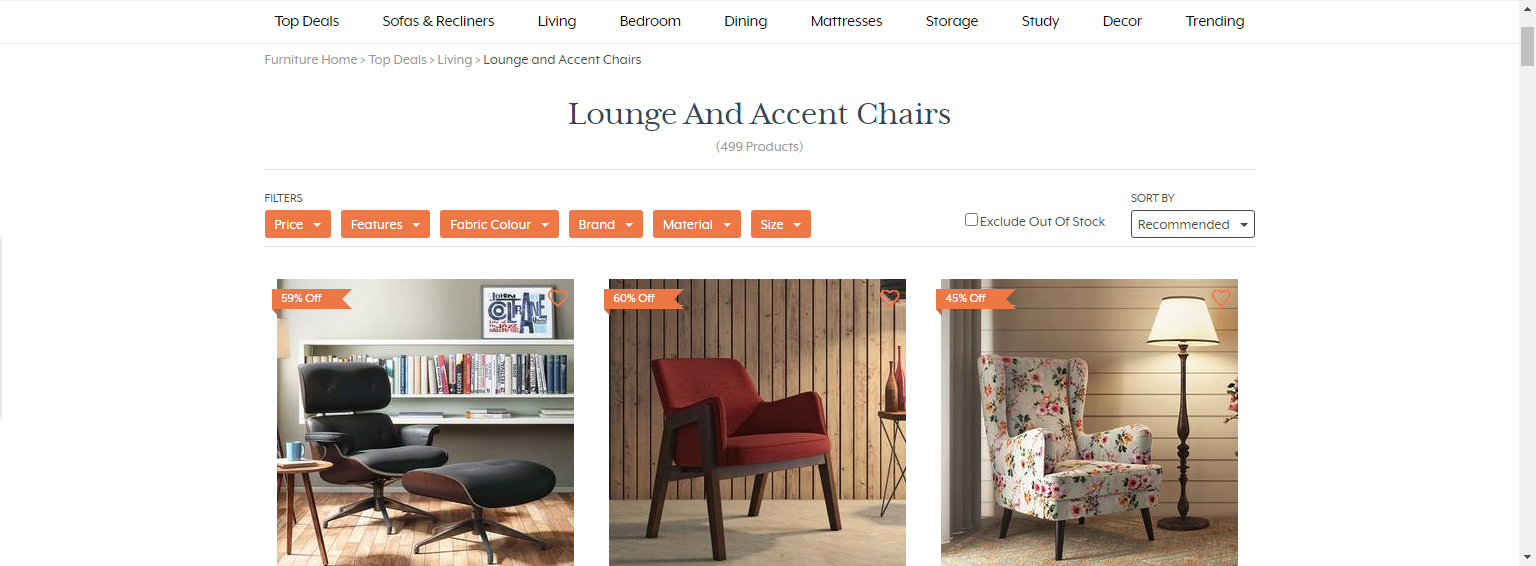 Top Deals Sofas & Recliners Living Bedroom Dining Mattresses Storage Study Decor Trending
Furniture Home > Top Deals > Living > Lounge and Accent Chairs
Lounge And Accent Chairs
(499 Products)
FILTERS SORT BY
Price Features Fabric Colour Brand Material Size Exclude Out Of Stock Recommended
59% Off 60% Off 45% Off
JOHN
COLTRANE